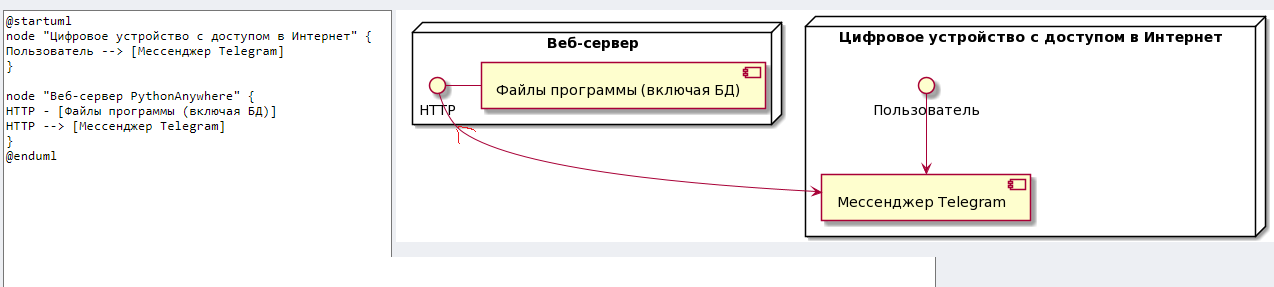 @startuml
node "Цифровое устройство с доступом в Интернет" {
Пользователь --> [Мессенджер Telegram]
}
node "Веб-сервер PythonAnywhere" {
HTTP - [Файлы программы (включая БД)]
HTTP --> [Мессенджер Telegram]
}
@enduml
Веб-сервер
Файлы программы (включая БД)
HTTP
Цифровое устройство с доступом в Интернет
Пользователь
Мессенджер Telegram